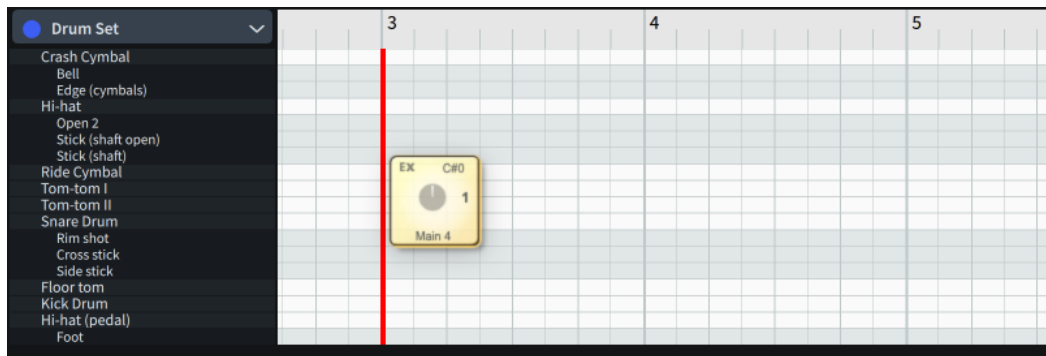 Drum Set
3
4
5
Crash Cymbal
Bell
Edge (cymbals)
Hi-hat
Open 2
Stick (shaft open)
Stick (shaft)
Ride Cymbal
Tom-tom I
Tom-tom II
Snare Drum
Rim shot
Cross stick
Side stick
Floor tom
Kick Drum
Hi-hat (pedal)
Foot
EX C#0
1
Main 4